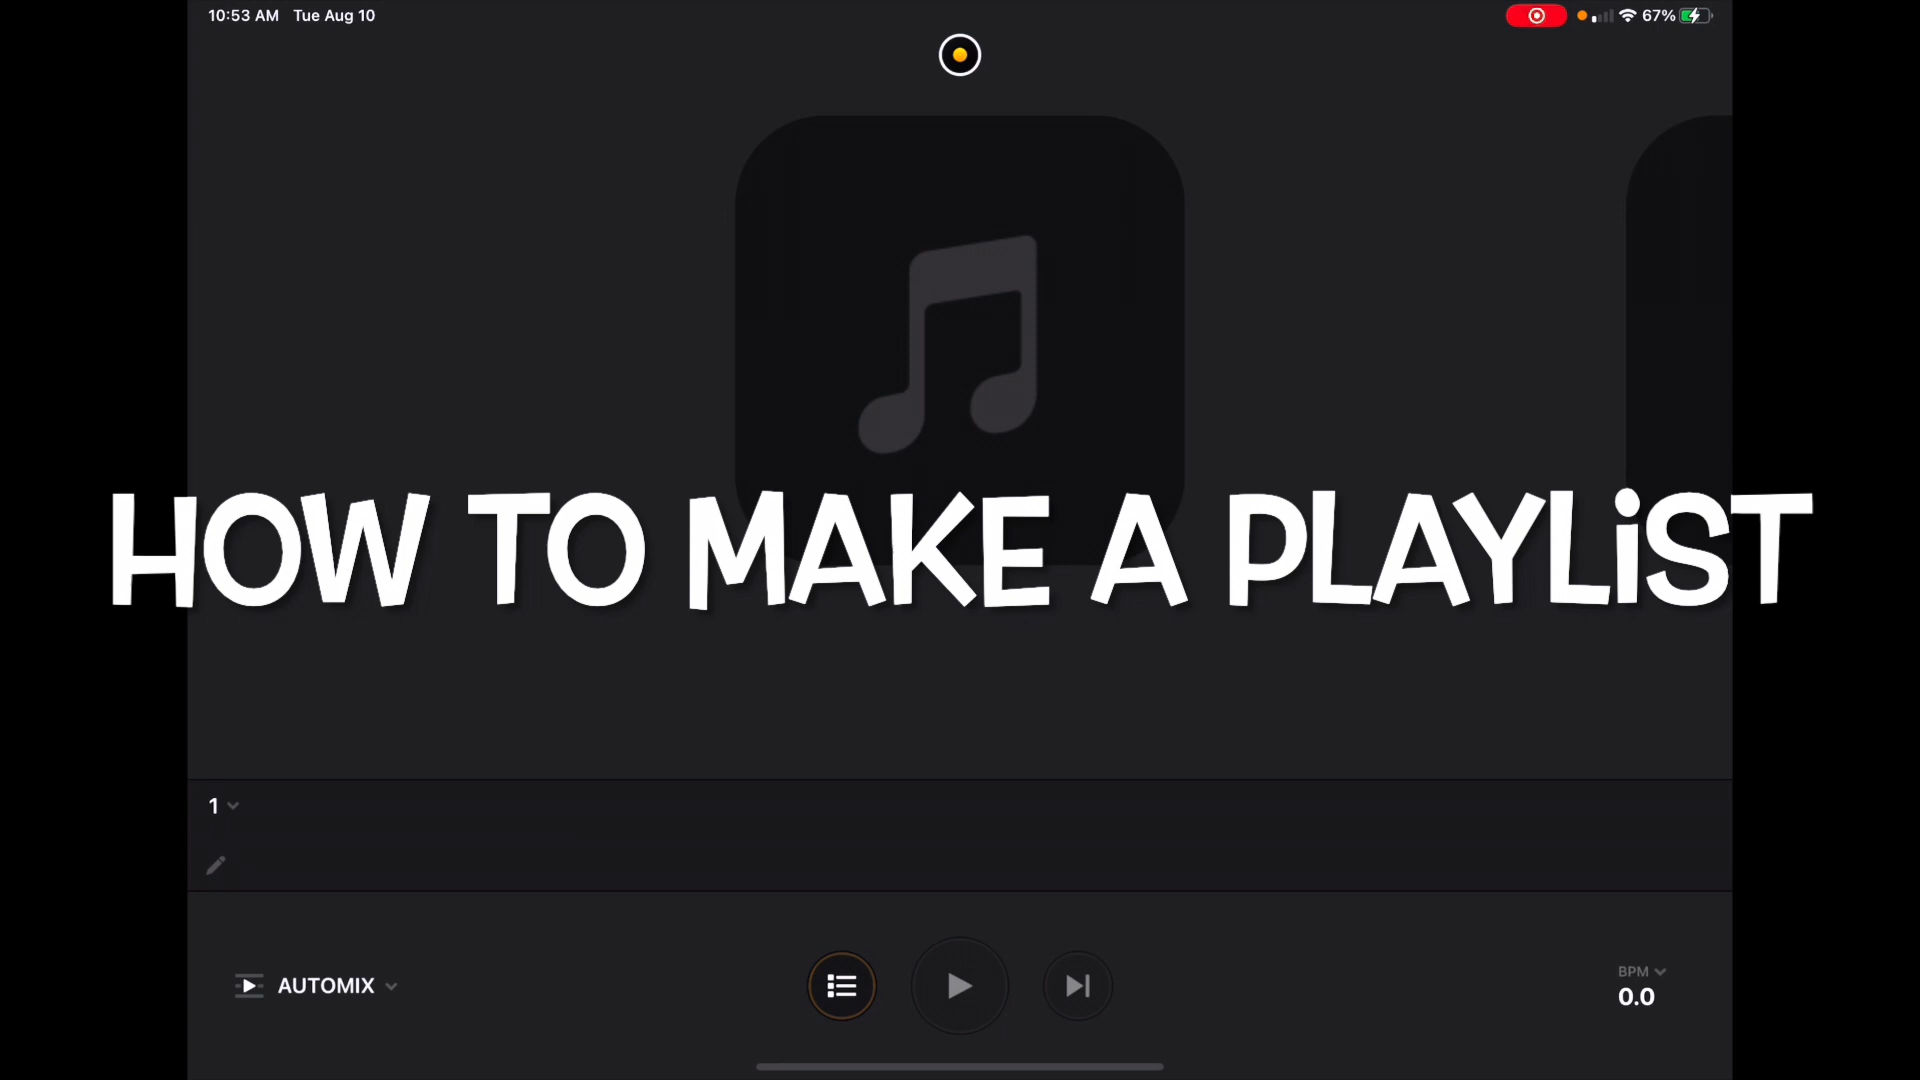 10:53 AM Tue Aug 10
67%
HOW TO MAKE A PLAYLiST
1
AUTOMIX
BPM
0.0